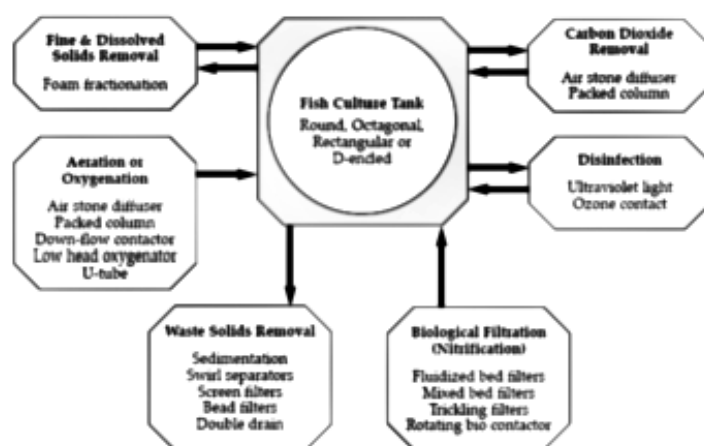 Fine & Dissolved
Solids Removal
Foam fractionation
Carbon Dioxide
Removal
Air stone diffuser
Packed column
Fish Culture Tank
Round, Octagonal,
Rectangular or
D-ended
Aeration or
Oxygenation
Air stone diffuser
Packed column
Down-flow contactor
Low head oxygenator
U-tube
Disinfection
Ultraviolet light
Ozone contact
Waste Solids Removal
Sedimentation
Swirl separators
Screen filters
Bead filters
Double drain
Biological Filtration
(Nitrification)
Fluidized bed filters
Mixed bed filters
Trickling filters
Rotating bio contactor